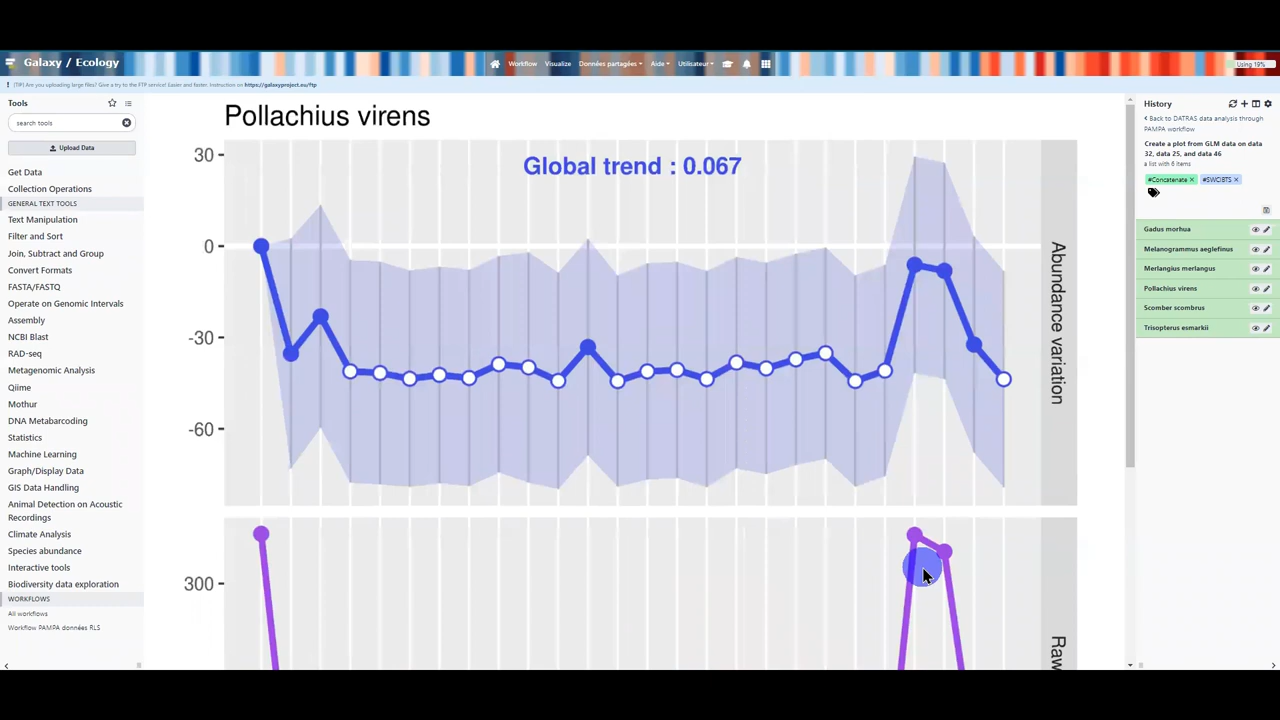 Galaxy / Ecology
Workflow
Visualize
Données partagées
Aide
Utilisateur
Using 19%
! [TIP] Are you uploading large files? Give a try to the FTP service! Easier and faster. Instruction on https://galaxyproject.eu/ftp
Tools
search tools
Upload Data
Get Data
Collection Operations
GENERAL TEXT TOOLS
Text Manipulation
Filter and Sort
Join, Subtract and Group
Convert Formats
FASTA/FASTQ
Operate on Genomic Intervals
Assembly
NCBI Blast
RAD-seq
Metagenomic Analysis
Qiime
Mothur
DNA Metabarcoding
Statistics
Machine Learning
Graph/Display Data
GIS Data Handling
Animal Detection on Acoustic
Recordings
Climate Analysis
Species abundance
Interactive tools
Biodiversity data exploration
WORKFLOWS
All workflows
Workflow PAMPA données RLS
Pollachius virens
Global trend : 0.067
30
0
-30
-60
Abundance variation
300
Raw
History
Back to DATRAS data analysis through
PAMPA workflow
Create a plot from GLM data on data
32, data 25, and data 46
a list with 6 items
#Concatenate
#SWCIBTS
Gadus morhua
Melanogrammus aeglefinus
Merlangius merlangus
Pollachius virens
Scomber scombrus
Trisopterus esmarkii